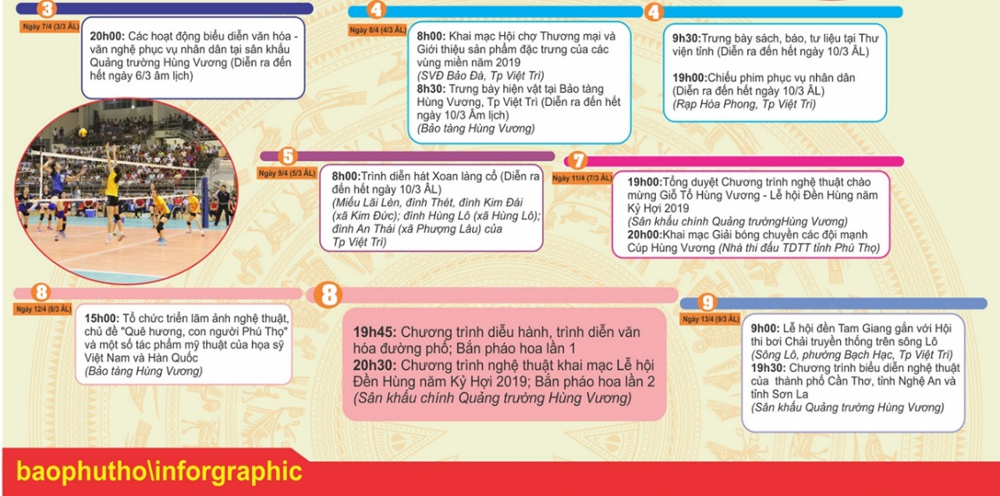 3
Ngày 7/4 (3/3 ÂL)
20h00: Các hoạt động biểu diễn văn hóa -
văn nghệ phục vụ nhân dân tại sân khấu
Quảng trường Hùng Vương (Diễn ra đến
hết ngày 6/3 âm lịch)
4
Ngày 8/4 (4/3 ÂL)
8h00: Khai mạc Hội chợ Thương mại và
Giới thiệu sản phẩm đặc trưng của các
vùng miền năm 2019
(SVĐ Bảo Đà, Tp Việt Trì)
8h30: Trưng bày hiện vật tại Bảo tàng
Hùng Vương, Tp Việt Trì (Diễn ra đến hết
ngày 10/3 Âm lịch)
(Bảo tàng Hùng Vương)
4
9h30:Trưng bày sách, báo, tư liệu tại Thư
viện tỉnh (Diễn ra đến hết ngày 10/3 ÂL)
19h00:Chiếu phim phục vụ nhân dân
(Diễn ra đến hết ngày 10/3 ÂL)
(Rạp Hòa Phong, Tp Việt Trì)
5
Ngày 9/4 (5/3 ÂL)
8h00:Trình diễn hát Xoan làng cổ (Diễn ra
đến hết ngày 10/3 ÂL)
(Miếu Lãi Lèn, đình Thét, đình Kim Đái
(xã Kim Đức); đình Hùng Lô (xã Hùng Lô);
đình An Thái (xã Phượng Lâu) của
Tp Việt Trì)
7
Ngày 11/4 (7/3 ÂL)
19h00:Tổng duyệt Chương trình nghệ thuật chào
mừng Giỗ Tổ Hùng Vương - Lễ hội Đền Hùng năm
Kỷ Hợi 2019
(Sân khấu chính Quảng trườngHùng Vương)
20h00:Khai mạc Giải bóng chuyền các đội mạnh
Cúp Hùng Vương (Nhà thi đấu TDTT tỉnh Phú Thọ)
8
Ngày 12/4 (8/3 ÂL)
15h00: Tổ chức triển lãm ảnh nghệ thuật,
chủ đề "Quê hương, con người Phú Thọ"
và một số tác phẩm mỹ thuật của họa sỹ
Việt Nam và Hàn Quốc
(Bảo tàng Hùng Vương)
8
19h45: Chương trình diễu hành, trình diễn văn
hóa đường phố; Bắn pháo hoa lần 1
20h30: Chương trình nghệ thuật khai mạc Lễ hội
Đền Hùng năm Kỷ Hợi 2019; Bắn pháo hoa lần 2
(Sân khấu chính Quảng trường Hùng Vương)
9
Ngày 13/4 (9/3 ÂL)
9h00: Lễ hội đền Tam Giang gắn với Hội
thi bơi Chải truyền thống trên sông Lô
(Sông Lô, phường Bạch Hạc, Tp Việt Trì)
19h30: Chương trình biểu diễn nghệ thuật
của thành phố Cần Thơ, tỉnh Nghệ An và
tỉnh Sơn La
(Sân khấu Quảng trường Hùng Vương)
baophutho\inforgraphic